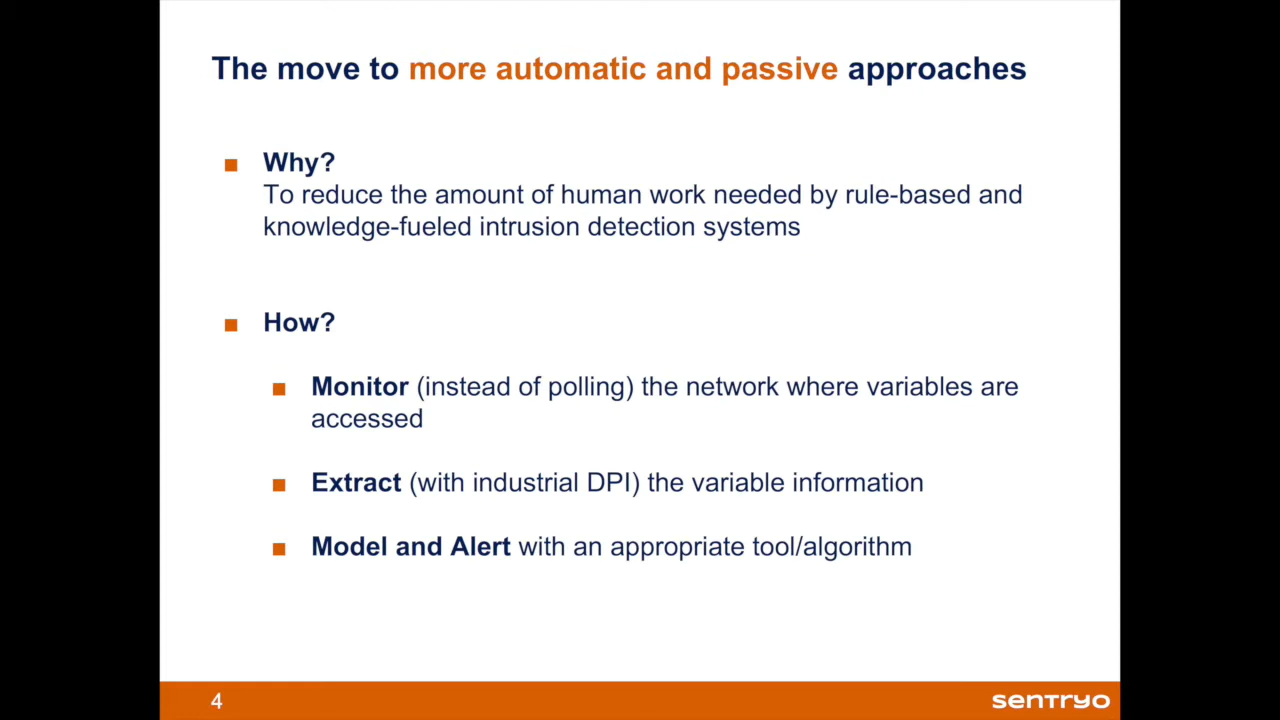 The move to more automatic and passive approaches
Why?
To reduce the amount of human work needed by rule-based and
knowledge-fueled intrusion detection systems
How?
Monitor (instead of polling) the network where variables are
accessed
Extract (with industrial DPI) the variable information
Model and Alert with an appropriate tool/algorithm
4
sentryo